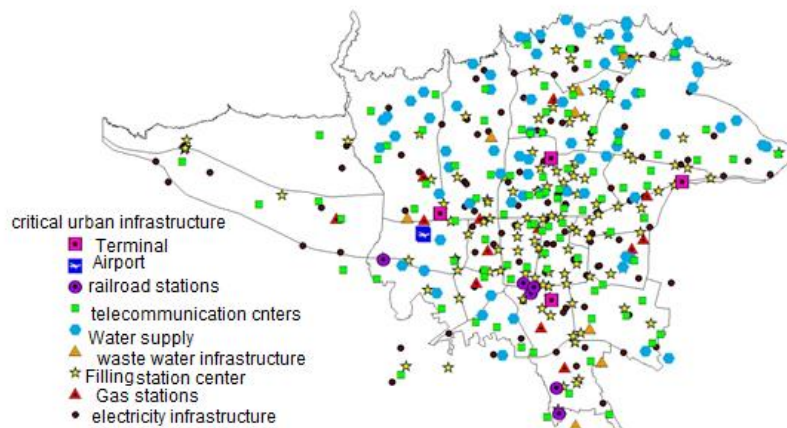 critical urban infrastructure
Terminal
Airport
railroad stations
telecommunication cnters
Water supply
waste water infrastructure
Filling station center
Gas stations
electricity infrastructure